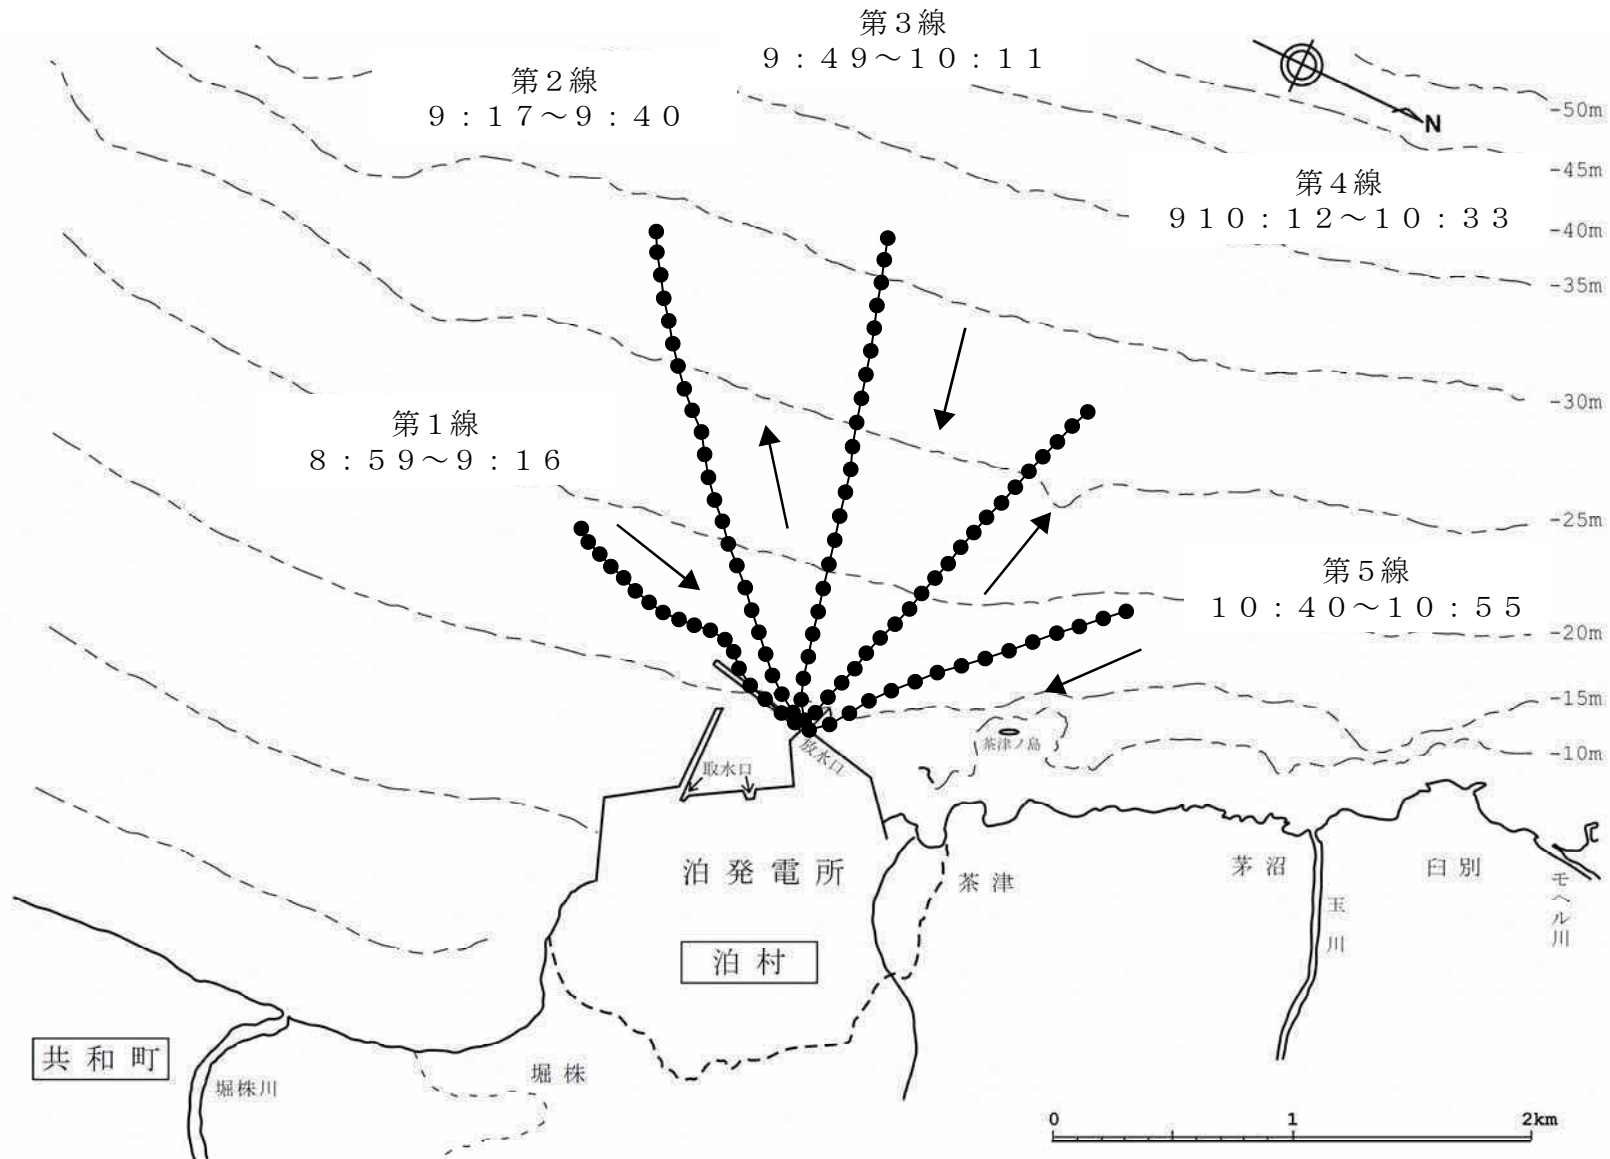 第３線
９：４９～１０：１１
第２線
９：１７～９：４０
N
-50m
-45m
第４線
９１０：１２～１０：３３
-40m
-35m
-30m
第１線
８：５９～９：１６
-25m
第５線
１０：４０～１０：５５
-20m
-15m
-10m
茶津ノ島
放水口
取水口
泊発電所
茶津
茅沼
臼別
玉川
モヘル川
泊村
共和町
堀株川
堀株
0 1 2km